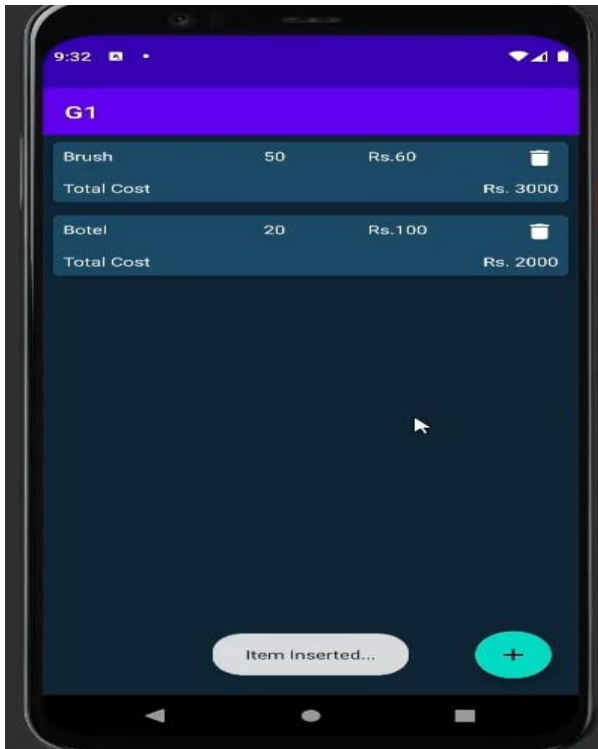 9:32
G1
Brush 50 Rs.60
Total Cost Rs. 3000
Botel 20 Rs.100
Total Cost Rs. 2000
Item Inserted...
+